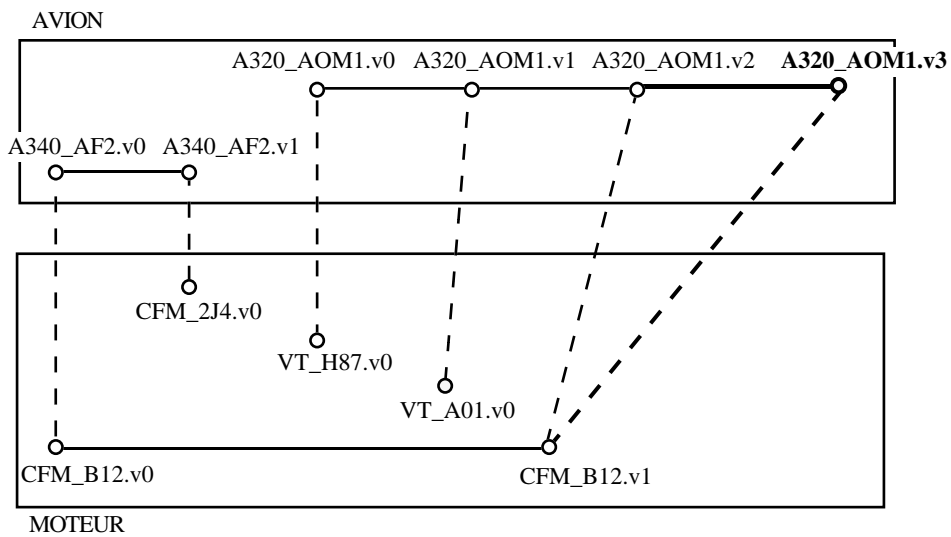 AVION
A320_AOM1.v0 A320_AOM1.v1 A320_AOM1.v2 A320_AOM1.v3
A340_AF2.v0 A340_AF2.v1
CFM_2J4.v0
VT_H87.v0
VT_A01.v0
CFM_B12.v0 CFM_B12.v1
MOTEUR